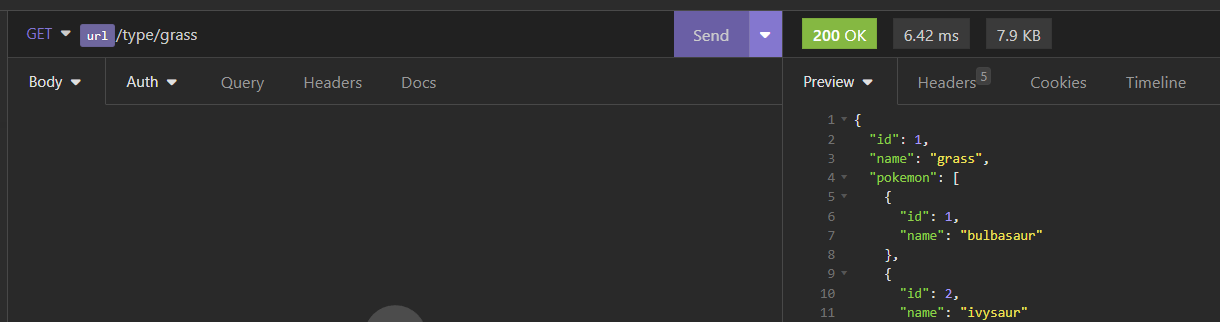 GET url/type/grass Send 200 OK 6.42 ms 7.9 KB
Body Auth Query Headers Docs Preview Headers 5 Cookies Timeline
1 {
2 "id": 1,
3 "name": "grass",
4 "pokemon": [
5 {
6 "id": 1,
7 "name": "bulbasaur"
8 },
9 {
10 "id": 2,
11 "name": "ivysaur"